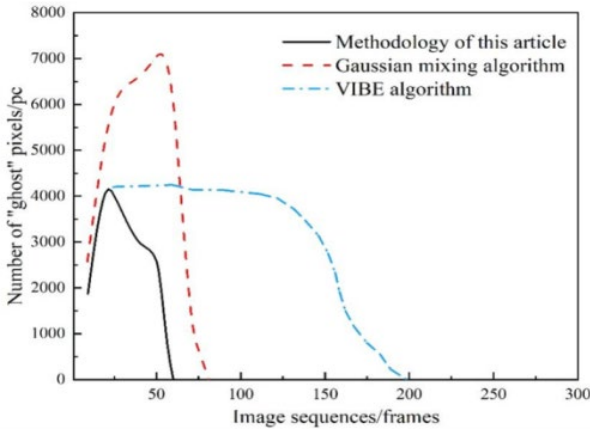 8000
7000
6000
5000
4000
3000
2000
1000
0
Number of "ghost" pixels/pc
Methodology of this article
Gaussian mixing algorithm
VIBE algorithm
50 100 150 200 250 300
Image sequences/frames